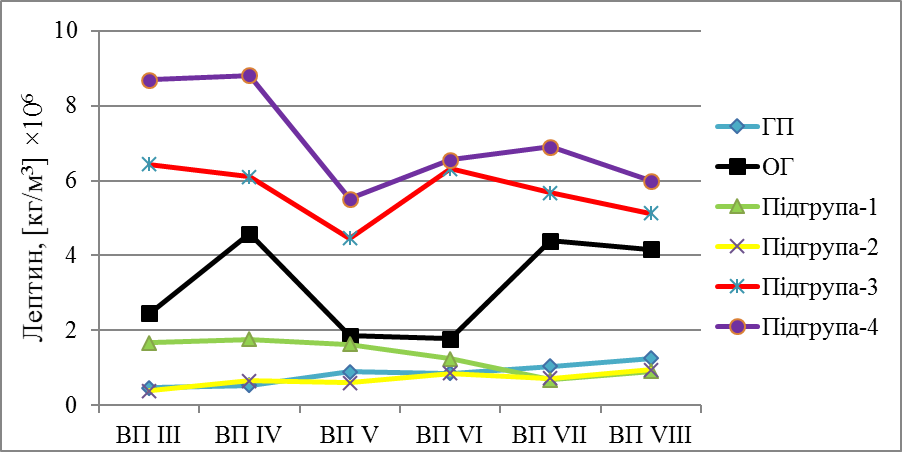 10
8
6
4
2
0
Лептин, [кг/м³] ×10⁶
ВП III ВП IV ВП V ВП VI ВП VII ВП VIII
ГП
ОГ
Підгрупа-1
Підгрупа-2
Підгрупа-3
Підгрупа-4